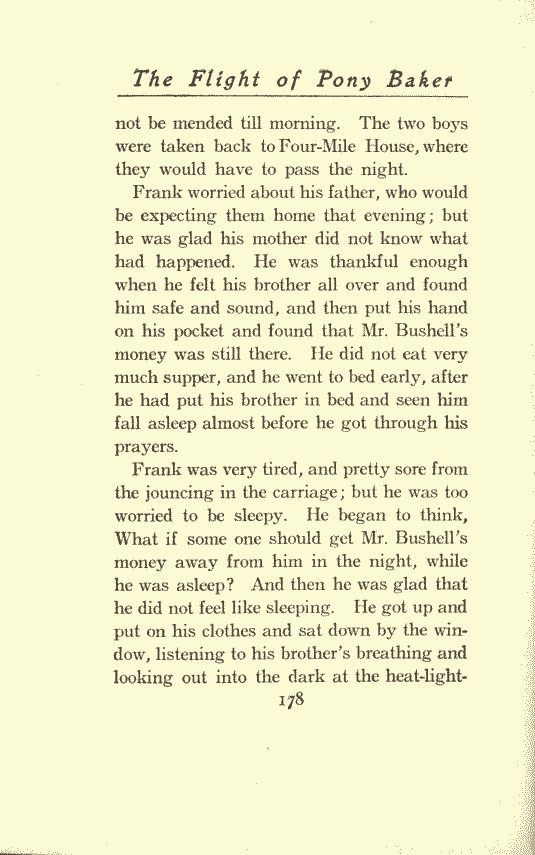 The Flight of Pony Baker
not be mended till morning. The two boys
were taken back to Four-Mile House, where
they would have to pass the night.
Frank worried about his father, who would
be expecting them home that evening; but
he was glad his mother did not know what
had happened. He was thankful enough
when he felt his brother all over and found
him safe and sound, and then put his hand
on his pocket and found that Mr. Bushell's
money was still there. He did not eat very
much supper, and he went to bed early, after
he had put his brother in bed and seen him
fall asleep almost before he got through his
prayers.
Frank was very tired, and pretty sore from
the jouncing in the carriage; but he was too
worried to be sleepy. He began to think,
What if some one should get Mr. Bushell's
money away from him in the night, while
he was asleep? And then he was glad that
he did not feel like sleeping. He got up and
put on his clothes and sat down by the win-
dow, listening to his brother's breathing and
looking out into the dark at the heat-light-
178